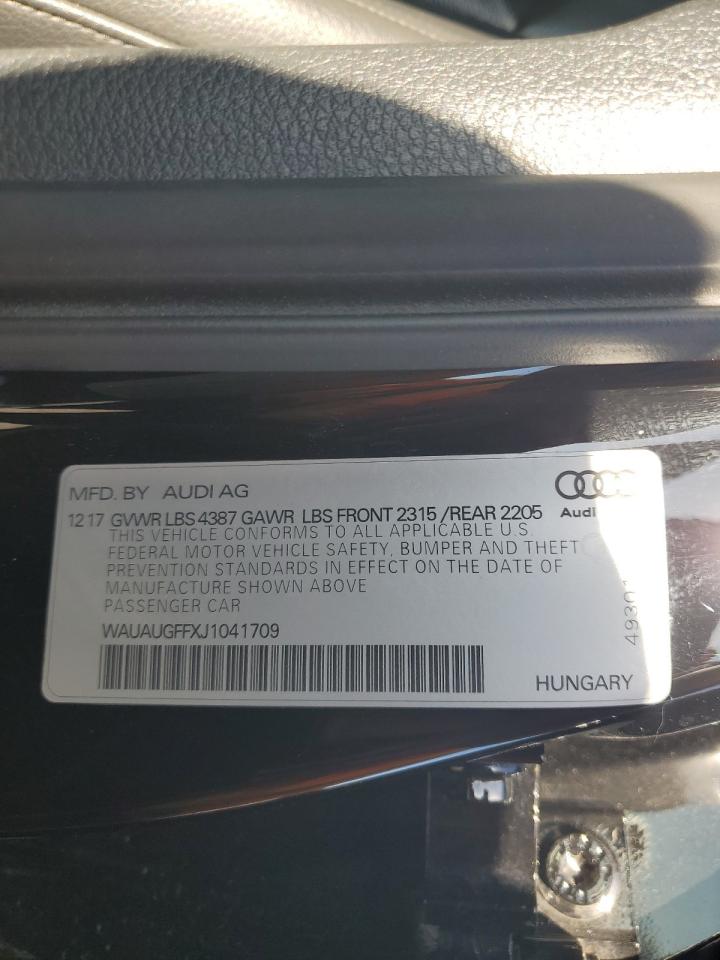 MFD. BY AUDI AG
12 17 GVWR LBS 4387 GAWR LBS FRONT 2315 /REAR 2205
Audi
THIS VEHICLE CONFORMS TO ALL APPLICABLE U.S.
FEDERAL MOTOR VEHICLE SAFETY, BUMPER AND THEFT
PREVENTION STANDARDS IN EFFECT ON THE DATE OF
MANUFACTURE SHOWN ABOVE
PASSENGER CAR
WAUAUGFFXJ1041709
HUNGARY